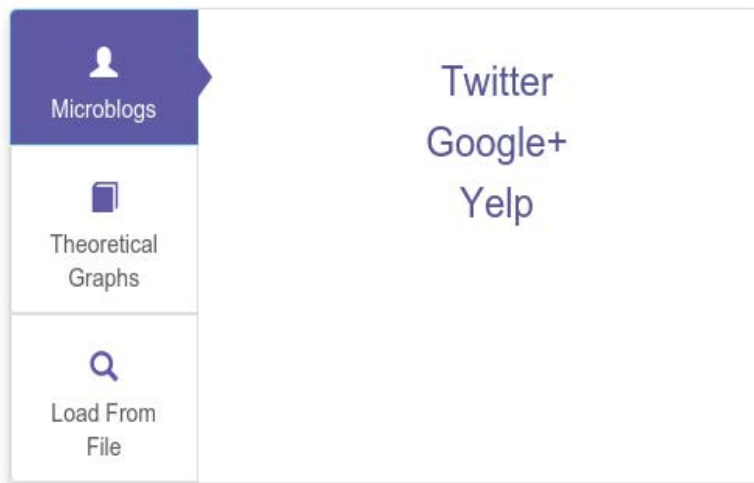 Microblogs
Theoretical
Graphs
Load From
File
Twitter
Google+
Yelp